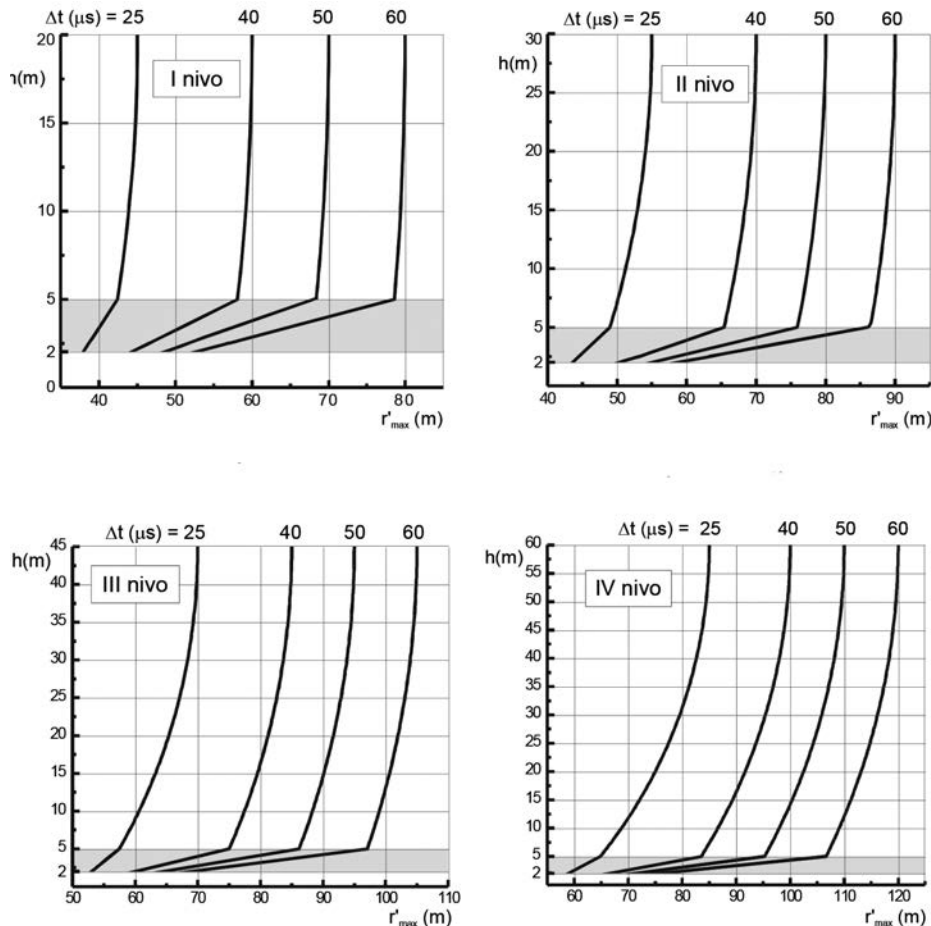 Δt (μs) = 25 40 50 60
20
h(m)
I nivo
15
10
5
2
0
40 50 60 70 80
r'max (m)
Δt (μs) = 25 40 50 60
30
h(m)
II nivo
25
20
15
10
5
2
40 50 60 70 80 90
r'max (m)
Δt (μs) = 25 40 50 60
45
h(m)
40
III nivo
35
30
25
20
15
10
5
2
50 60 70 80 90 100 110
r'max (m)
Δt (μs) = 25 40 50 60
60
h(m)
55
IV nivo
50
45
40
35
30
25
20
15
10
5
2
60 70 80 90 100 110 120
r'max (m)